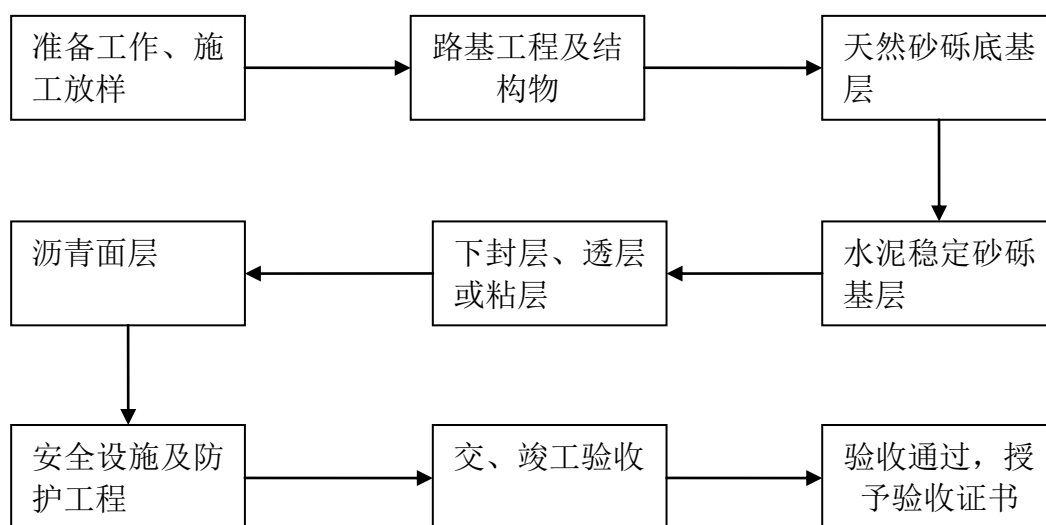 准备工作、施
工放样
路基工程及结
构物
天然砂砾底基
层
水泥稳定砂砾
基层
下封层、透层
或粘层
沥青面层
安全设施及防
护工程
交、竣工验收
验收通过，授
予验收证书